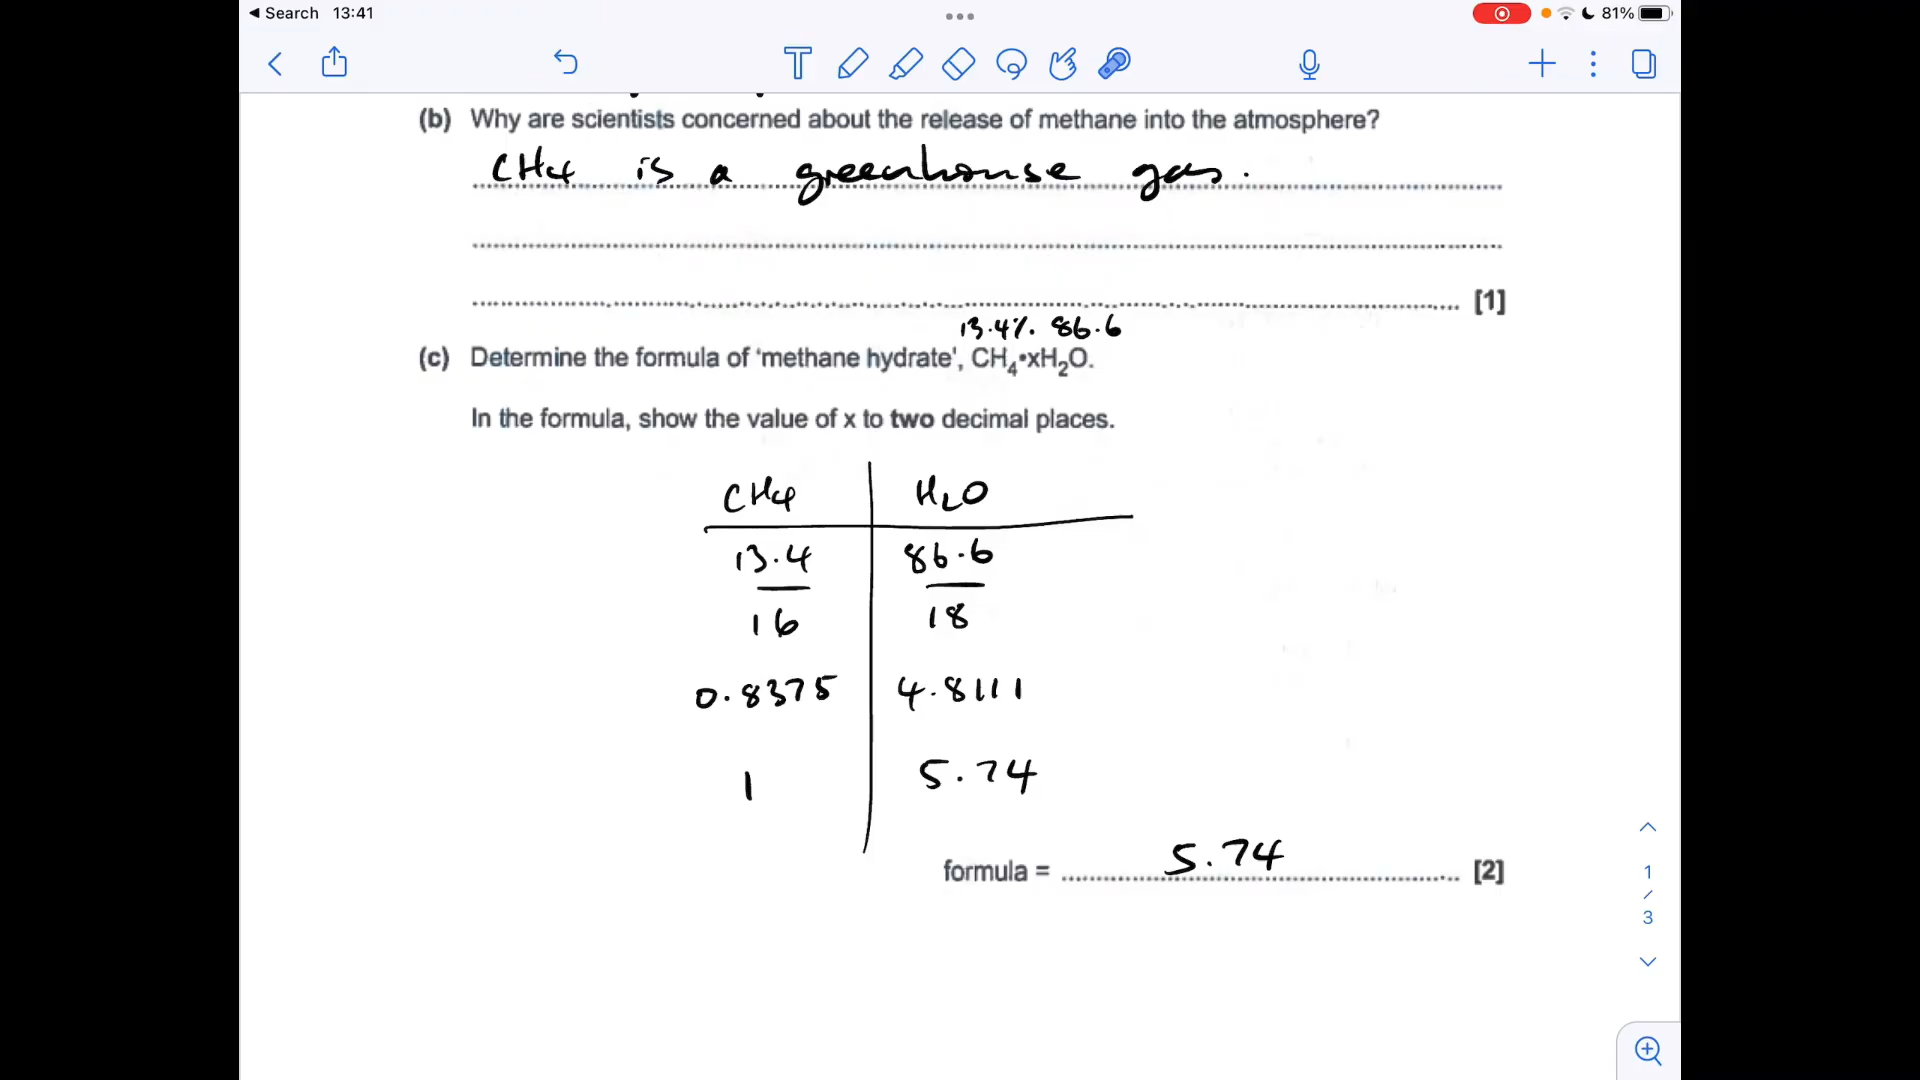 Search 13:41
81%
(b) Why are scientists concerned about the release of methane into the atmosphere?
CH4 is a greenhouse gas.
[1]
13.4% 86.6
(c) Determine the formula of 'methane hydrate', CH₄•xH₂O.
In the formula, show the value of x to two decimal places.
CH4 H2O
13.4 86.6
16 18
0.8375 4.8111
1 5.74
formula = 5.74 [2]
1
/
3